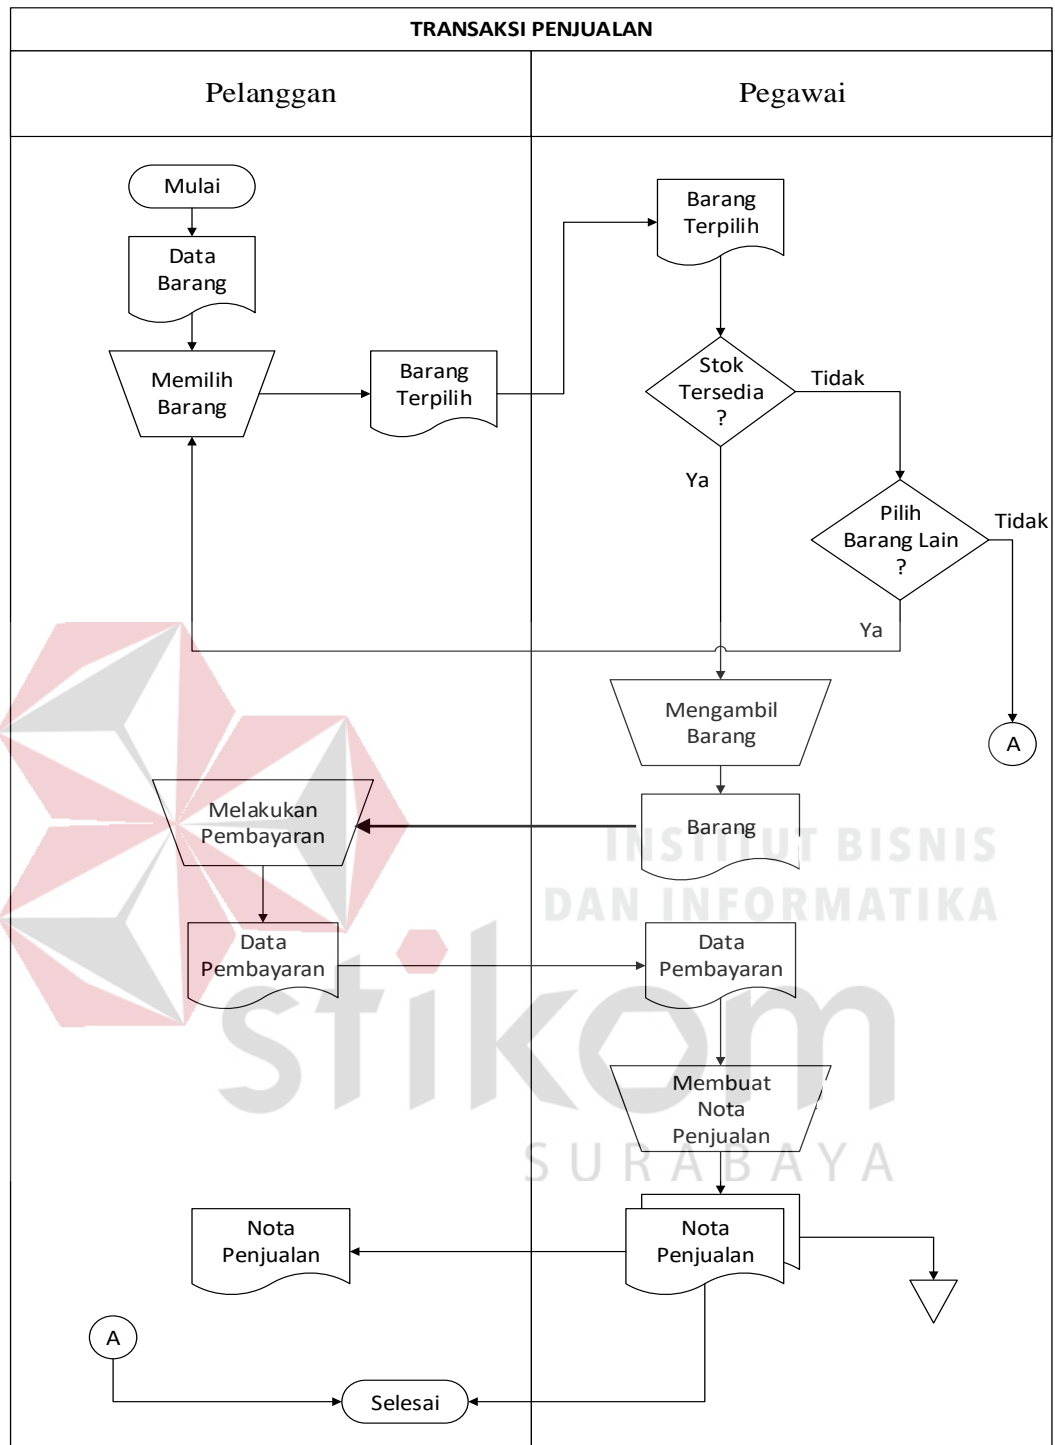 TRANSAKSI PENJUALAN
Pelanggan
Pegawai
Mulai
Data
Barang
Memilih
Barang
Barang
Terpilih
Barang
Terpilih
Stok
Tersedia
?
Tidak
Ya
Pilih
Barang Lain
?
Tidak
Ya
A
Mengambil
Barang
Barang
Melakukan
Pembayaran
Data
Pembayaran
Data
Pembayaran
Membuat
Nota
Penjualan
Nota
Penjualan
Nota
Penjualan
A
Selesai
INSTITUT BISNIS
DAN INFORMATIKA
stikom
SURABAYA